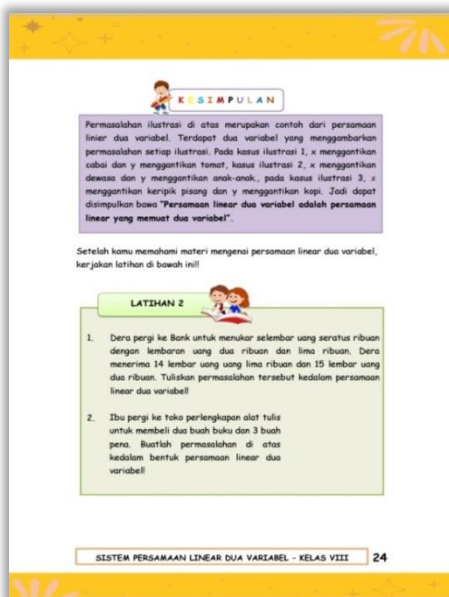 KESIMPULAN
Permasalahan ilustrasi di atas merupakan contoh dari persamaan
linier dua variabel. Terdapat dua variabel yang menggambarkan
permasalahan setiap ilustrasi. Pada kasus ilustrasi 1, x menggantikan
cabai dan y menggantikan tomat, kasus ilustrasi 2, x menggantikan
dewasa dan y menggantikan anak-anak., pada kasus ilustrasi 3, x
menggantikan keripik pisang dan y menggantikan kopi. Jadi dapat
disimpulkan bawa "Persamaan linear dua variabel adalah persamaan
linear yang memuat dua variabel".
Setelah kamu memahami materi mengenai persamaan linear dua variabel,
kerjakan latihan di bawah ini!!
LATIHAN 2
1. Dera pergi ke Bank untuk menukar selembar uang seratus ribuan
dengan lembaran uang dua ribuan dan lima ribuan. Dera
menerima 14 lembar uang uang lima ribuan dan 15 lembar uang
dua ribuan. Tuliskan permasalahan tersebut kedalam persamaan
linear dua variabel!
2. Ibu pergi ke toko perlengkapan alat tulis
untuk membeli dua buah buku dan 3 buah
pena. Buatlah permasalahan di atas
kedalam bentuk persamaan linear dua
variabel!
SISTEM PERSAMAAN LINEAR DUA VARIABEL - KELAS VIII 24